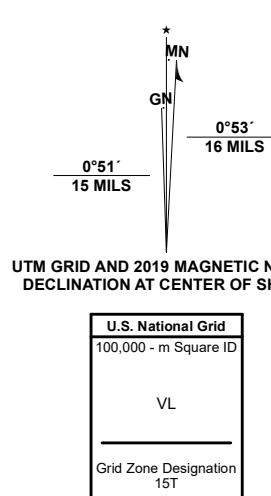 ★
MN
GN
0°53´
16 MILS
0°51´
15 MILS
UTM GRID AND 2019 MAGNETIC N
DECLINATION AT CENTER OF SH
U.S. National Grid
100,000 - m Square ID
VL
Grid Zone Designation
15T